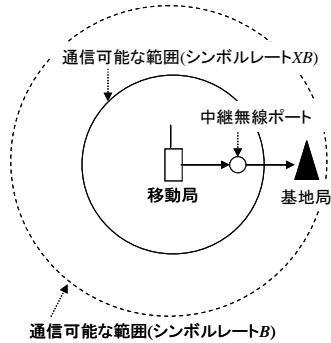 通信可能な範囲(シンボルレートXB)
中継無線ポート
移動局
基地局
通信可能な範囲(シンボルレートB)